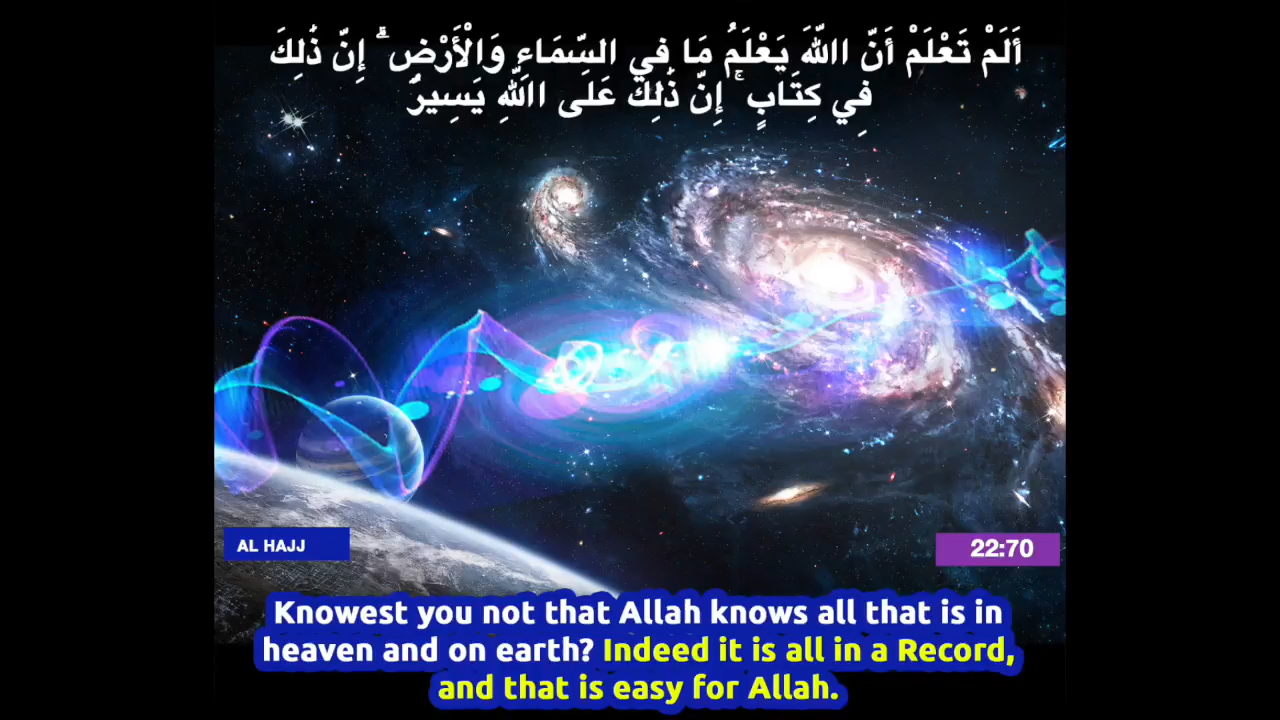 أَلَمْ تَعْلَمْ أَنَّ اللَّهَ يَعْلَمُ مَا فِي السَّمَاءِ وَالْأَرْضِ ۗ إِنَّ ذَٰلِكَ
فِي كِتَابٍ ۚ إِنَّ ذَٰلِكَ عَلَى اللَّهِ يَسِيرٌ
AL HAJJ
22:70
Knowest you not that Allah knows all that is in
heaven and on earth? Indeed it is all in a Record,
and that is easy for Allah.